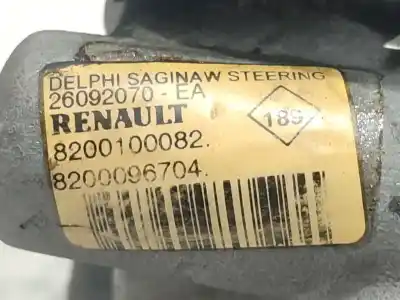 DELPHI SAGINAW STEERING
26092070 - EA
RENAULT
189
8200100082.
8200096704.